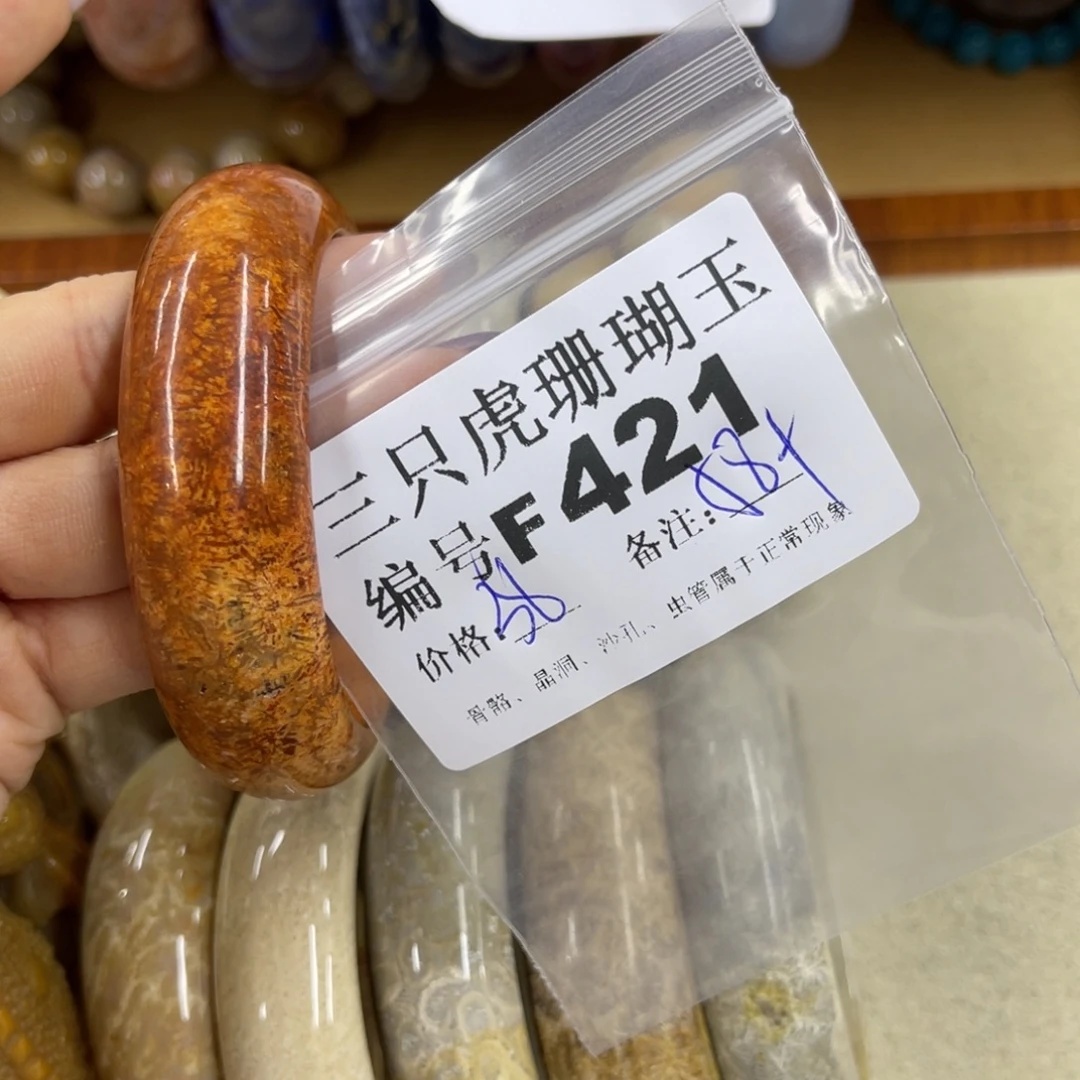 三只虎珊瑚玉
编号F421
价格:58 备注:
骨骼、晶洞、沙孔、虫管属于正常现象